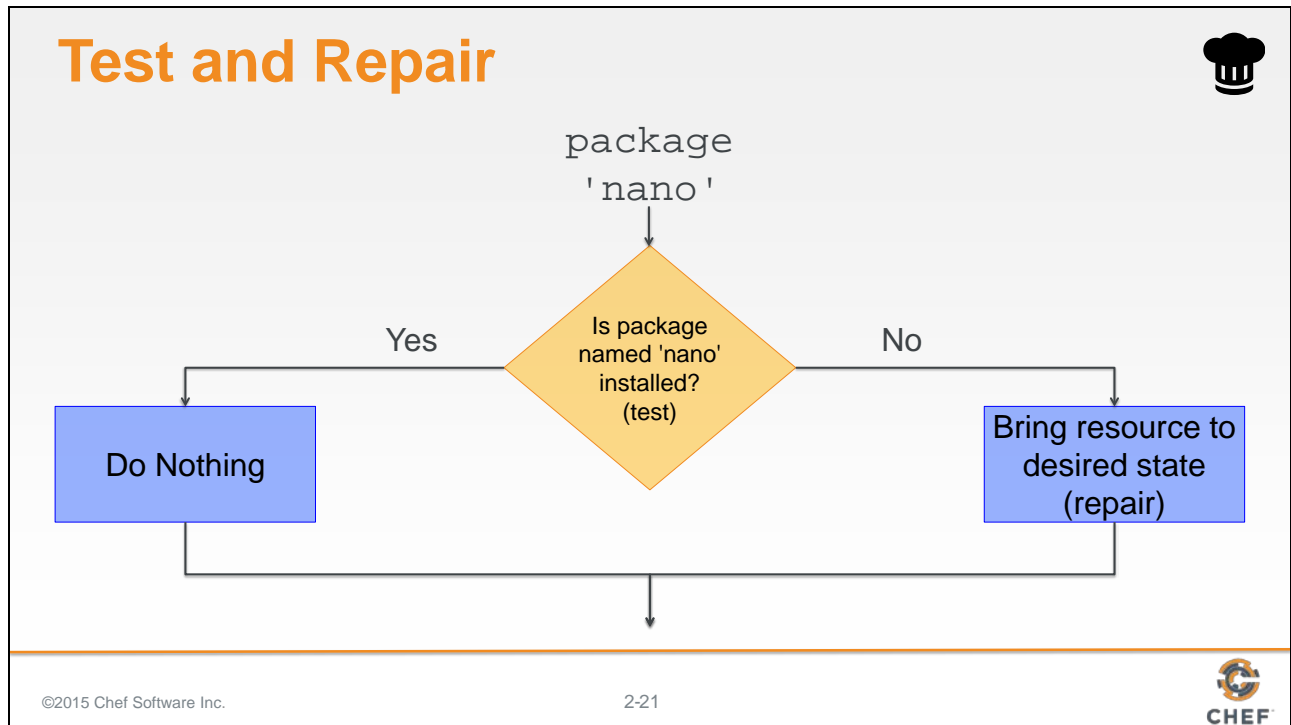 Test and Repair
package
'nano'
Is package
named 'nano'
installed?
(test)
Yes
No
Do Nothing
Bring resource to
desired state
(repair)
©2015 Chef Software Inc.
2-21
CHEF